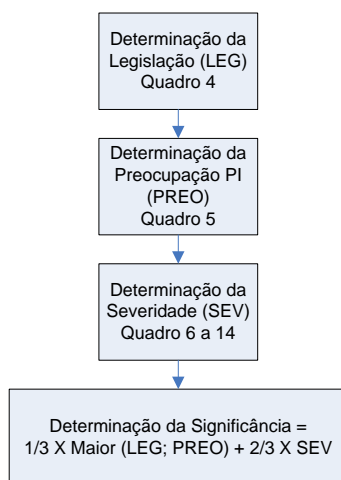 Determinação da
Legislação (LEG)
Quadro 4
Determinação da
Preocupação PI
(PREO)
Quadro 5
Determinação da
Severidade (SEV)
Quadro 6 a 14
Determinação da Significância =
1/3 X Maior (LEG; PREO) + 2/3 X SEV